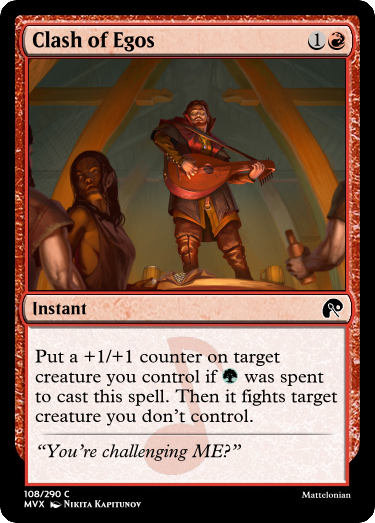 Clash of Egos 1
Instant
Put a +1/+1 counter on target
creature you control if was spent
to cast this spell. Then it fights target
creature you don't control.
"You're challenging ME?"
108/290 C
MVX Nikita Kapitunov
Mattelonian